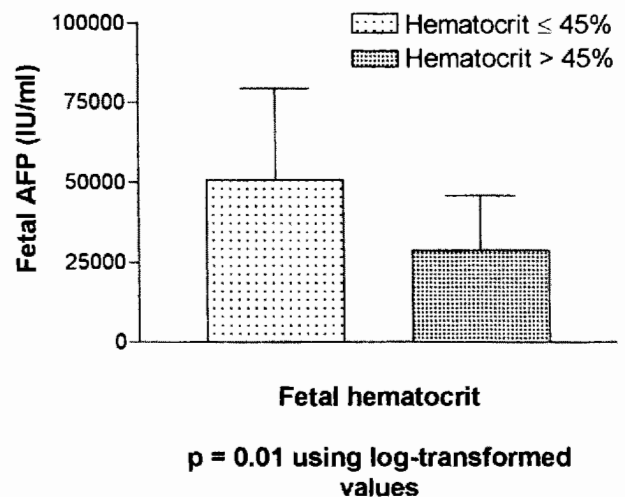 100000
75000
50000
25000
0
Fetal AFP (IU/ml)
Hematocrit ≤ 45%
Hematocrit > 45%
Fetal hematocrit
p = 0.01 using log-transformed
values